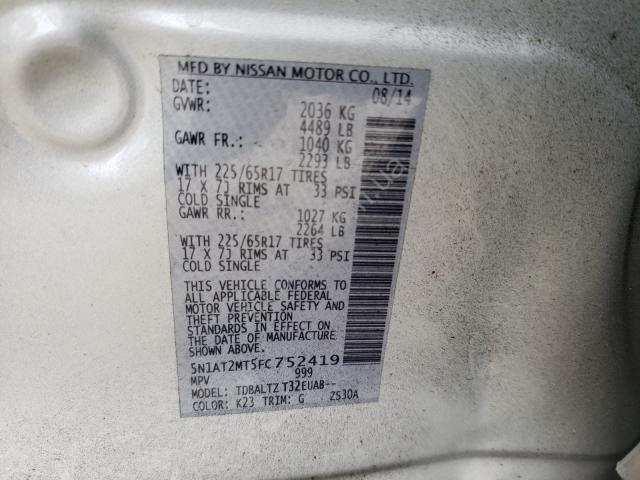 MFD BY NISSAN MOTOR CO., LTD.
DATE: 08/14
GVWR: 2036 KG
4489 LB
GAWR FR.: 1040 KG
2293 LB
WITH 225/65R17 TIRES
17 X 7J RIMS AT 33 PSI
COLD SINGLE
GAWR RR.: 1027 KG
2264 LB
WITH 225/65R17 TIRES
17 X 7J RIMS AT 33 PSI
COLD SINGLE
THIS VEHICLE CONFORMS TO
ALL APPLICABLE FEDERAL
MOTOR VEHICLE SAFETY AND
THEFT PREVENTION
STANDARDS IN EFFECT ON
THE DATE OF MANUFACTURE
SHOWN ABOVE.
5N1AT2MT5FC752419
MPV 999
MODEL: TDBALTZ T32EUAB--
COLOR: K23 TRIM: G ZS30A